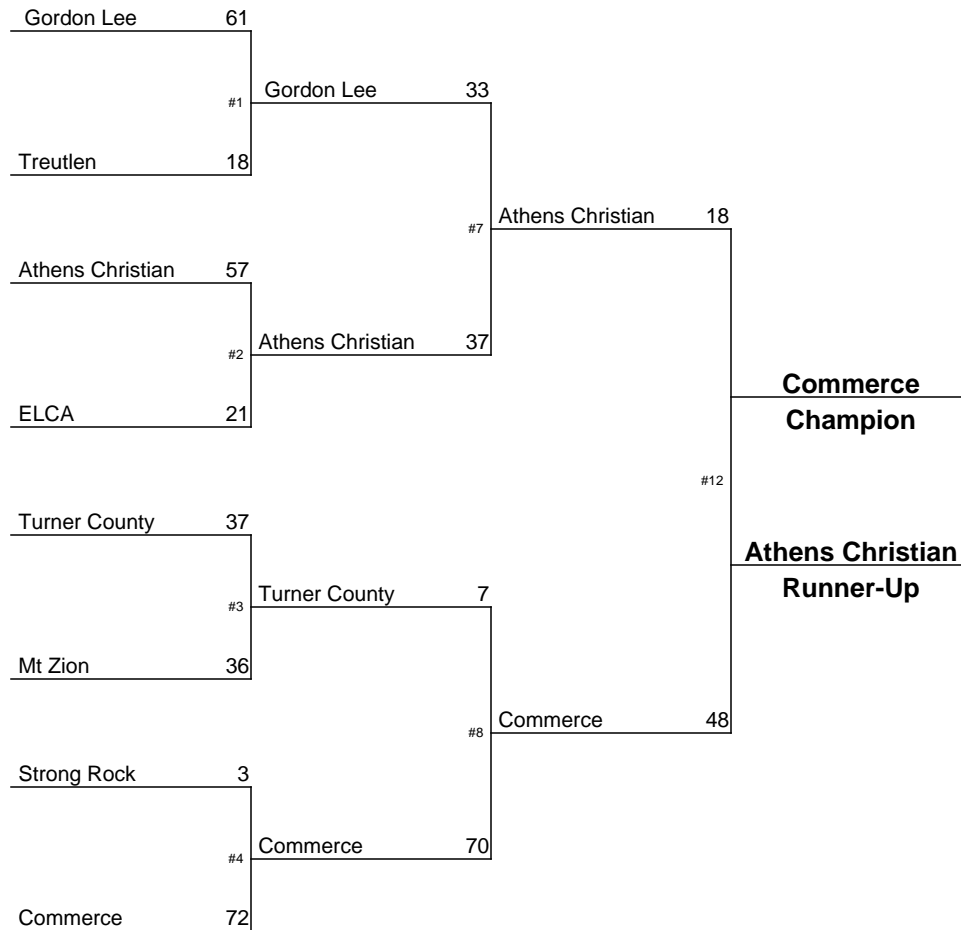 Gordon Lee 61
#1 Gordon Lee 33
Treutlen 18
#7 Athens Christian 18
Athens Christian 57
#2 Athens Christian 37
Commerce
Champion
ELCA 21
#12
Turner County 37
Athens Christian
Runner-Up
#3 Turner County 7
Mt Zion 36
#8 Commerce 48
Strong Rock 3
#4 Commerce 70
Commerce 72